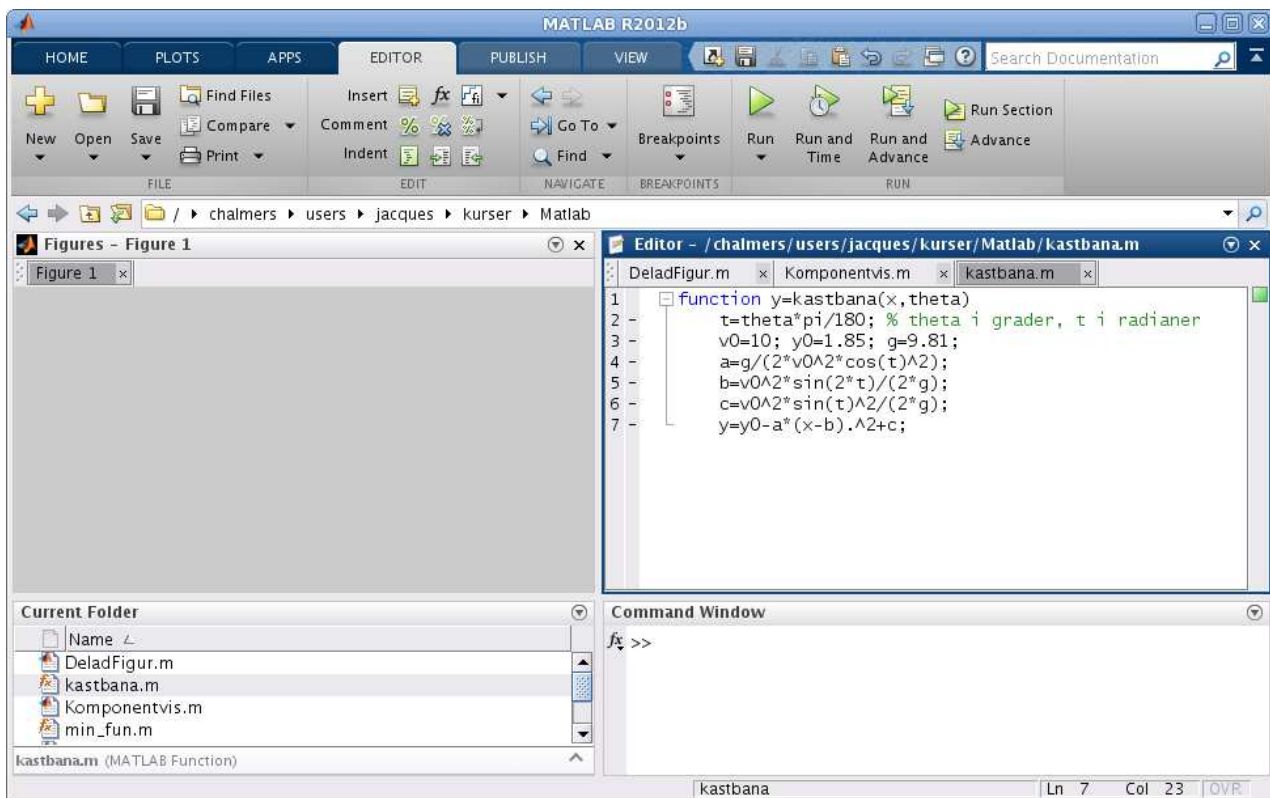 MATLAB R2012b
HOME PLOTS APPS EDITOR PUBLISH VIEW Search Documentation
New Open Save Find Files Compare Print
FILE
Insert fx
Comment %
Indent
EDIT
Go To
Find
NAVIGATE
Breakpoints
BREAKPOINTS
Run Run and Time Run and Advance Run Section Advance
RUN
/ chalmers users jacques kurser Matlab
Figures - Figure 1
Figure 1
Editor - /chalmers/users/jacques/kurser/Matlab/kastbana.m
DeladFigur.m Komponentvis.m kastbana.m
1 function y=kastbana(x,theta)
2 - t=theta*pi/180; % theta i grader, t i radianer
3 - v0=10; y0=1.85; g=9.81;
4 - a=g/(2*v0^2*cos(t)^2);
5 - b=v0^2*sin(2*t)/(2*g);
6 - c=v0^2*sin(t)^2/(2*g);
7 - y=y0-a*(x-b).^2+c;
Current Folder
Name
DeladFigur.m
kastbana.m
Komponentvis.m
min_fun.m
kastbana.m (MATLAB Function)
Command Window
fx >>
kastbana Ln 7 Col 23 OVR